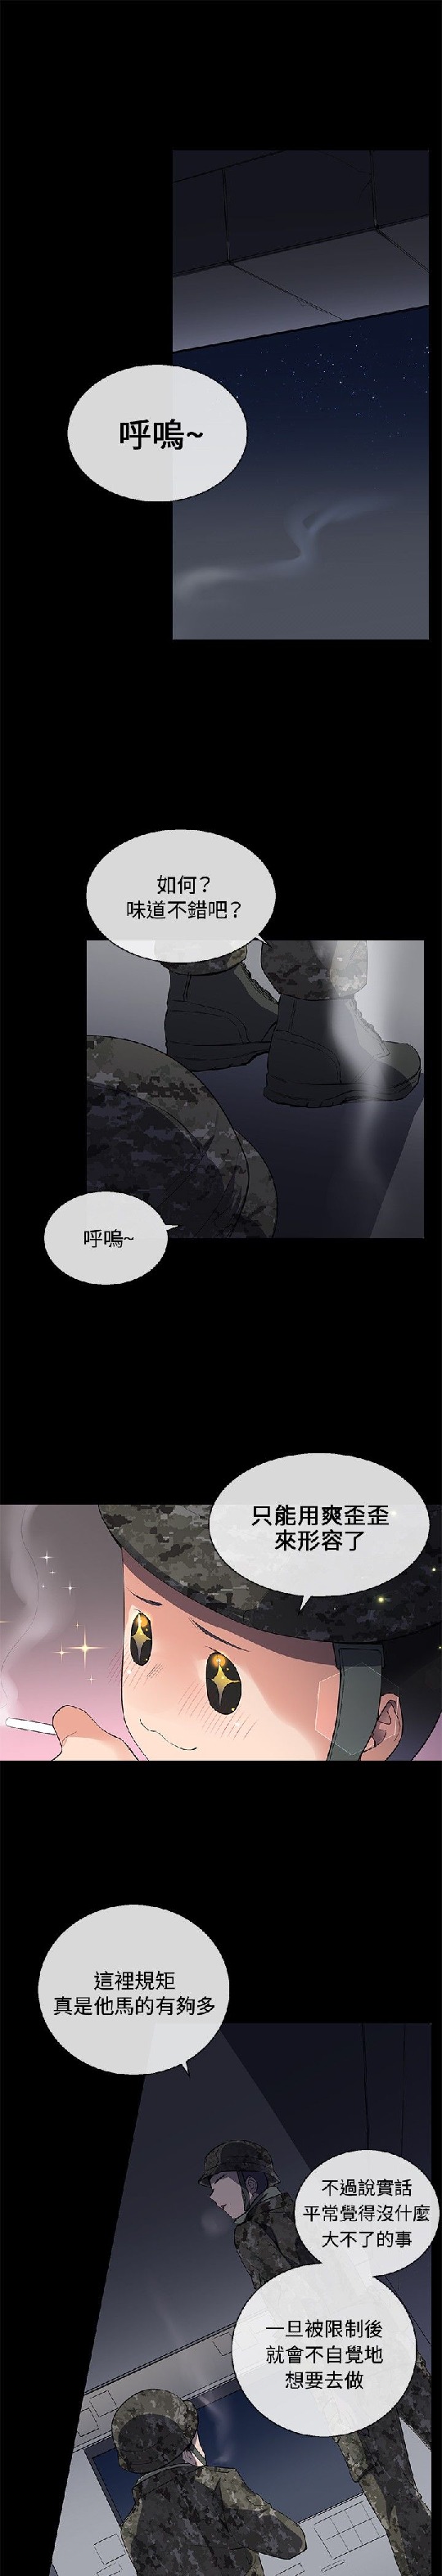 呼嗚~
如何?
味道不錯吧?
呼嗚~
只能用爽歪歪
來形容了
這裡規矩
真是他馬的有夠多
不過說實話
平常覺得沒什麼
大不了的事
一旦被限制後
就會不自覺地
想要去做